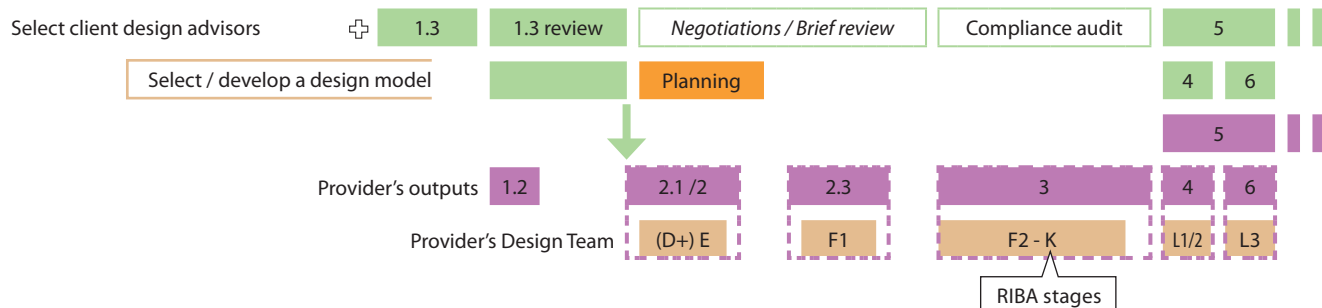 Select client design advisors 1.3 1.3 review Negotiations / Brief review Compliance audit 5
Select / develop a design model Planning 4 6
5
Provider's outputs 1.2 2.1 /2 2.3 3 4 6
Provider's Design Team (D+) E F1 F2 - K L1/2 L3
RIBA stages